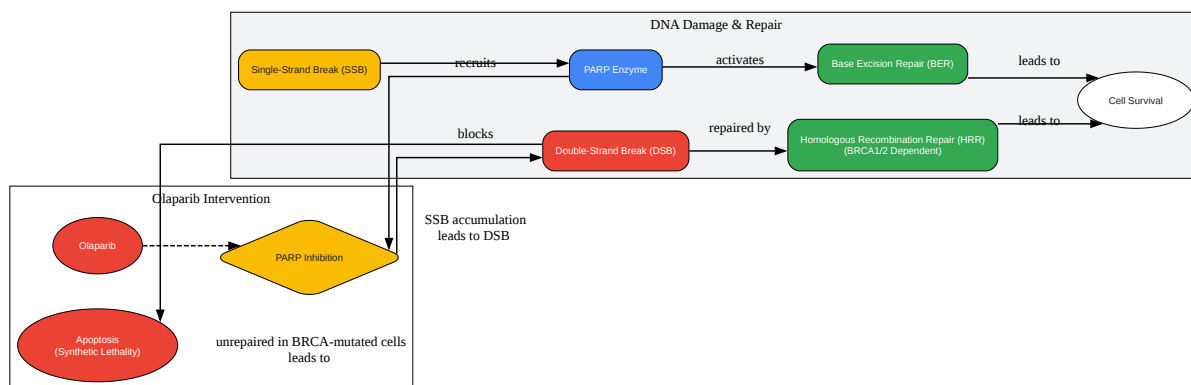 DNA Damage & Repair
Single-Strand Break (SSB)
recruits
PARP Enzyme
activates
Base Excision Repair (BER)
leads to
Cell Survival
blocks
Double-Strand Break (DSB)
repaired by
Homologous Recombination Repair (HRR)
(BRCA1/2 Dependent)
leads to
Olaparib Intervention
SSB accumulation
leads to DSB
Olaparib
PARP Inhibition
Apoptosis
(Synthetic Lethality)
unrepaired in BRCA-mutated cells
leads to